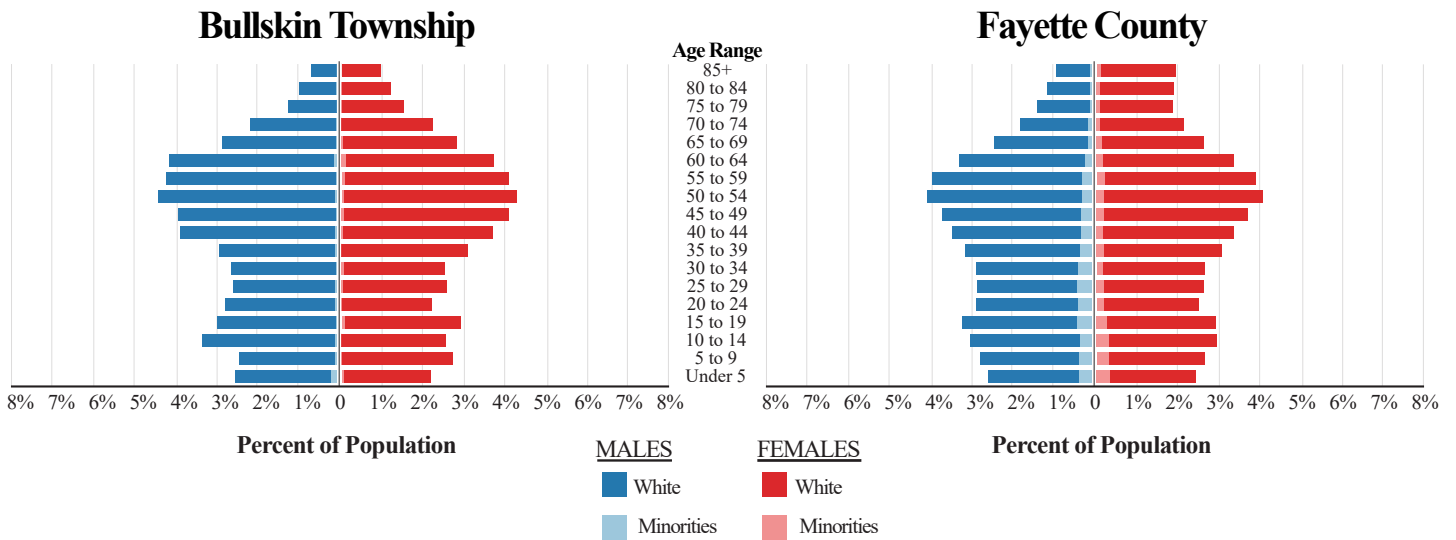 Bullskin Township
Fayette County
Age Range
85+
80 to 84
75 to 79
70 to 74
65 to 69
60 to 64
55 to 59
50 to 54
45 to 49
40 to 44
35 to 39
30 to 34
25 to 29
20 to 24
15 to 19
10 to 14
5 to 9
Under 5
8% 7% 6% 5% 4% 3% 2% 1% 0 1% 2% 3% 4% 5% 6% 7% 8%
8% 7% 6% 5% 4% 3% 2% 1% 0 1% 2% 3% 4% 5% 6% 7% 8%
Percent of Population
Percent of Population
MALES
White
Minorities
FEMALES
White
Minorities